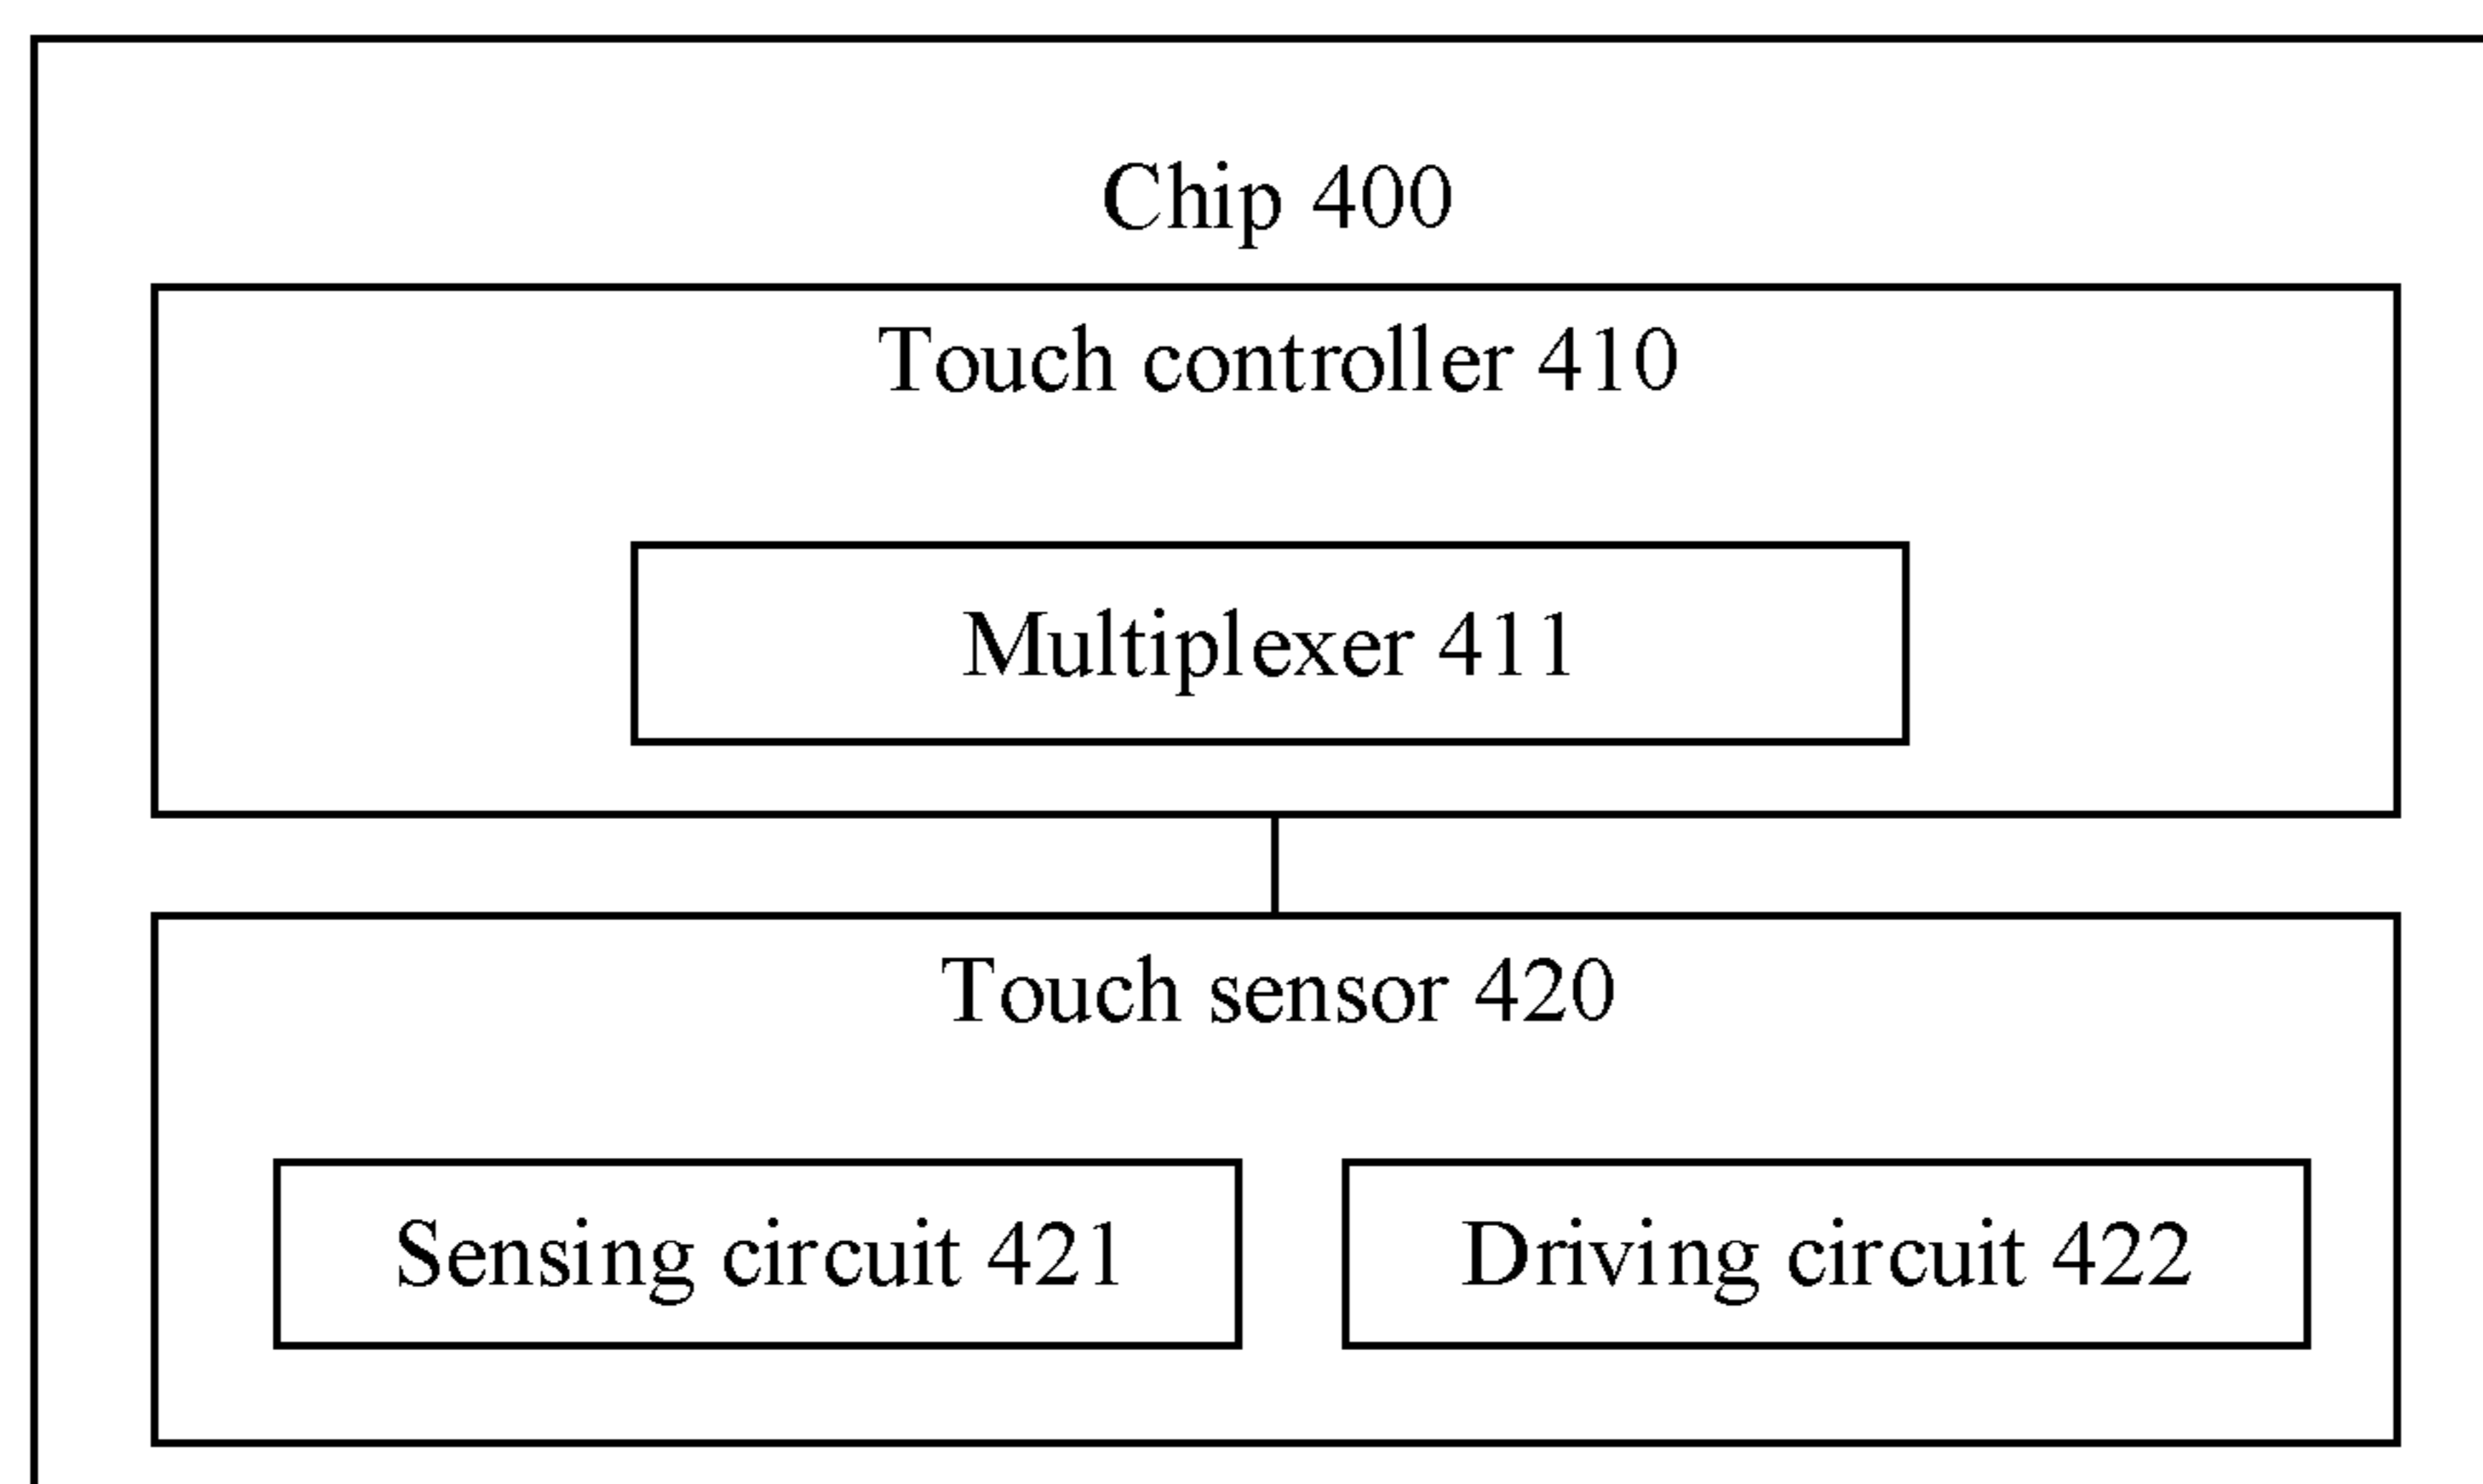 Chip 400
Touch controller 410
Multiplexer 411
Touch sensor 420
Sensing circuit 421
Driving circuit 422